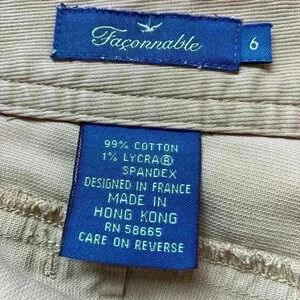 Façonnable
6
99% COTTON
1% LYCRA®
SPANDEX
DESIGNED IN FRANCE
MADE IN
HONG KONG
RN 58665
CARE ON REVERSE